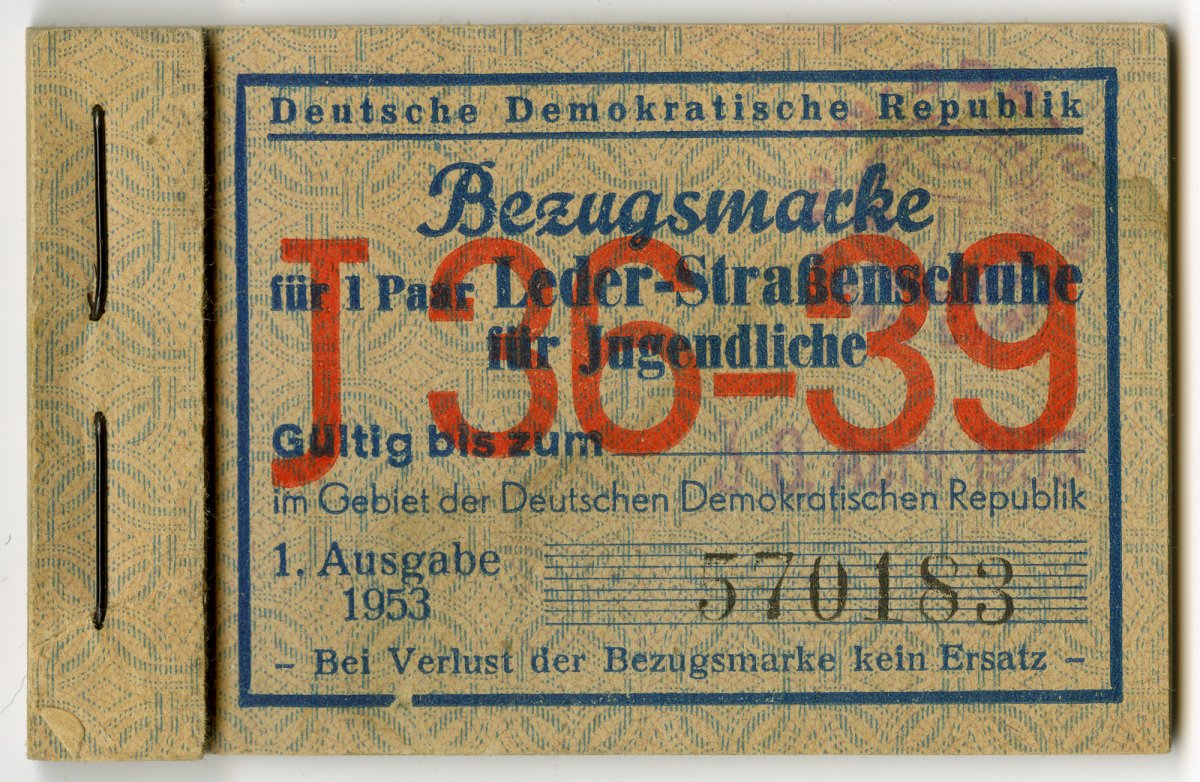 Deutsche Demokratische Republik
Bezugsmarke
J 36-39
für 1 Paar Leder-Straßenschuhe
für Jugendliche
Gültig bis zum
im Gebiet der Deutschen Demokratischen Republik
1. Ausgabe
1953
570183
– Bei Verlust der Bezugsmarke kein Ersatz –